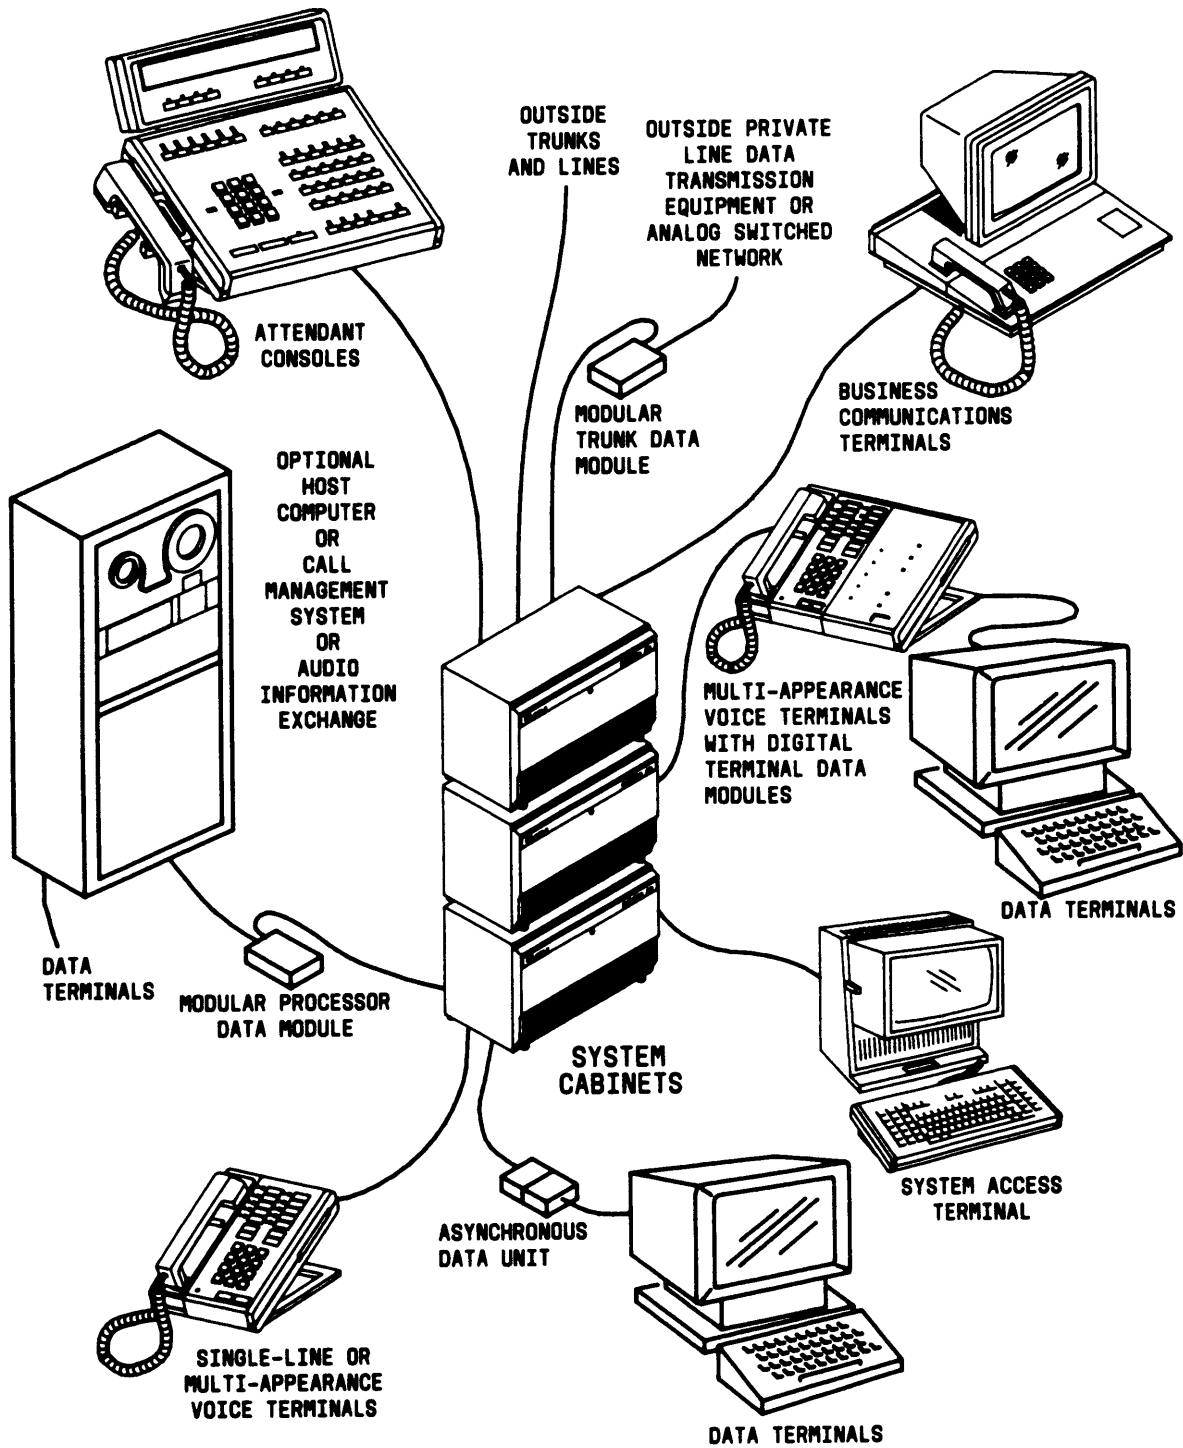 OUTSIDE
TRUNKS
AND LINES
OUTSIDE PRIVATE
LINE DATA
TRANSMISSION
EQUIPMENT OR
ANALOG SWITCHED
NETWORK
ATTENDANT
CONSOLES
MODULAR
TRUNK DATA
MODULE
BUSINESS
COMMUNICATIONS
TERMINALS
OPTIONAL
HOST
COMPUTER
OR
CALL
MANAGEMENT
SYSTEM
OR
AUDIO
INFORMATION
EXCHANGE
MULTI-APPEARANCE
VOICE TERMINALS
WITH DIGITAL
TERMINAL DATA
MODULES
DATA TERMINALS
DATA
TERMINALS
MODULAR PROCESSOR
DATA MODULE
SYSTEM
CABINETS
SYSTEM ACCESS
TERMINAL
ASYNCHRONOUS
DATA UNIT
SINGLE-LINE OR
MULTI-APPEARANCE
VOICE TERMINALS
DATA TERMINALS